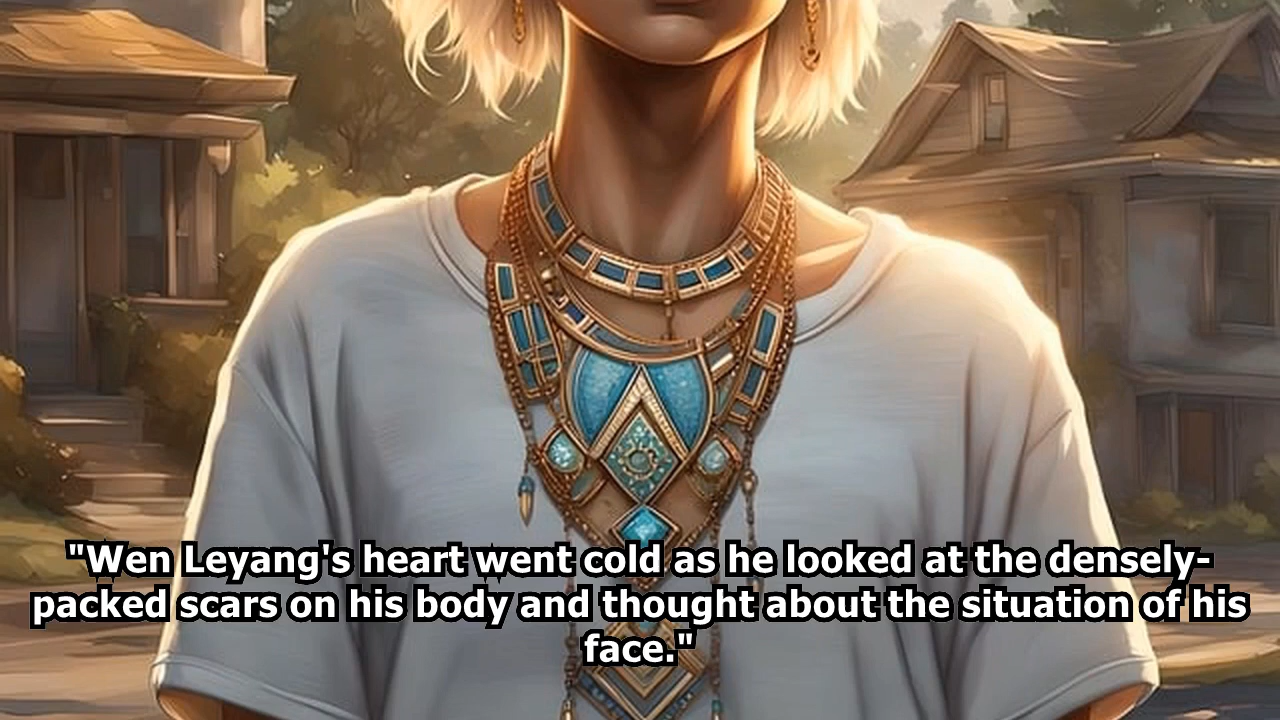 "Wen Leyang's heart went cold as he looked at the densely-
packed scars on his body and thought about the situation of his
face."